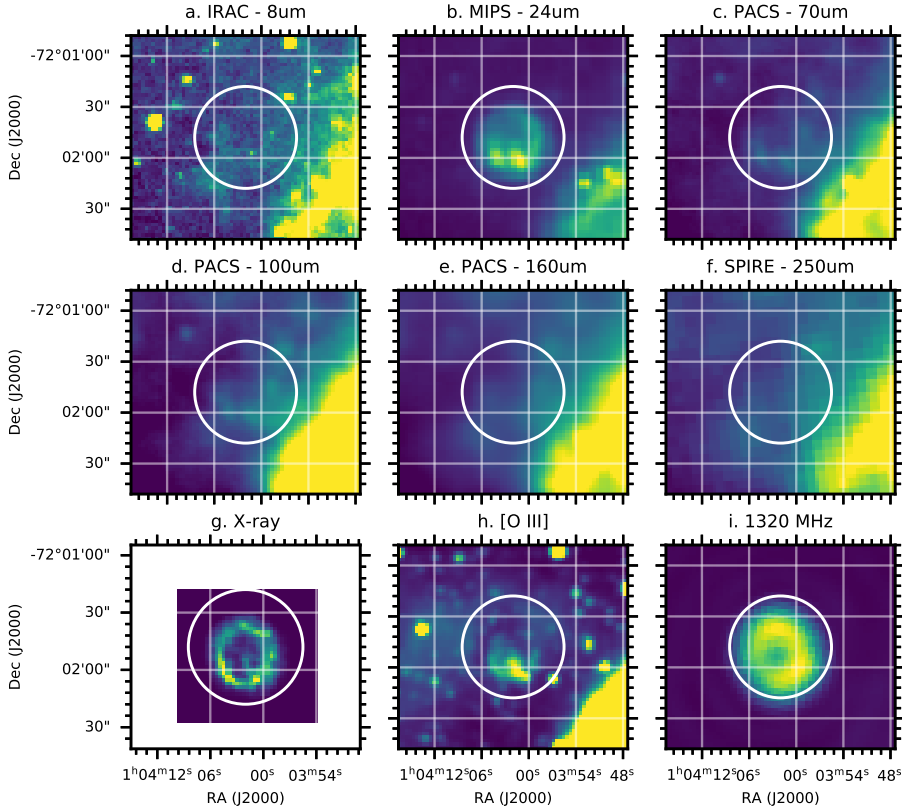 a. IRAC - 8um
b. MIPS - 24um
c. PACS - 70um
-72°01'00"
30"
02'00"
30"
Dec (J2000)
d. PACS - 100um
e. PACS - 160um
f. SPIRE - 250um
-72°01'00"
30"
02'00"
30"
Dec (J2000)
g. X-ray
h. [O III]
i. 1320 MHz
-72°01'00"
30"
02'00"
30"
Dec (J2000)
1ʰ04ᵐ12ˢ 06ˢ 00ˢ 03ᵐ54ˢ
1ʰ04ᵐ12ˢ 06ˢ 00ˢ 03ᵐ54ˢ 48ˢ
1ʰ04ᵐ12ˢ 06ˢ 00ˢ 03ᵐ54ˢ 48ˢ
RA (J2000)
RA (J2000)
RA (J2000)